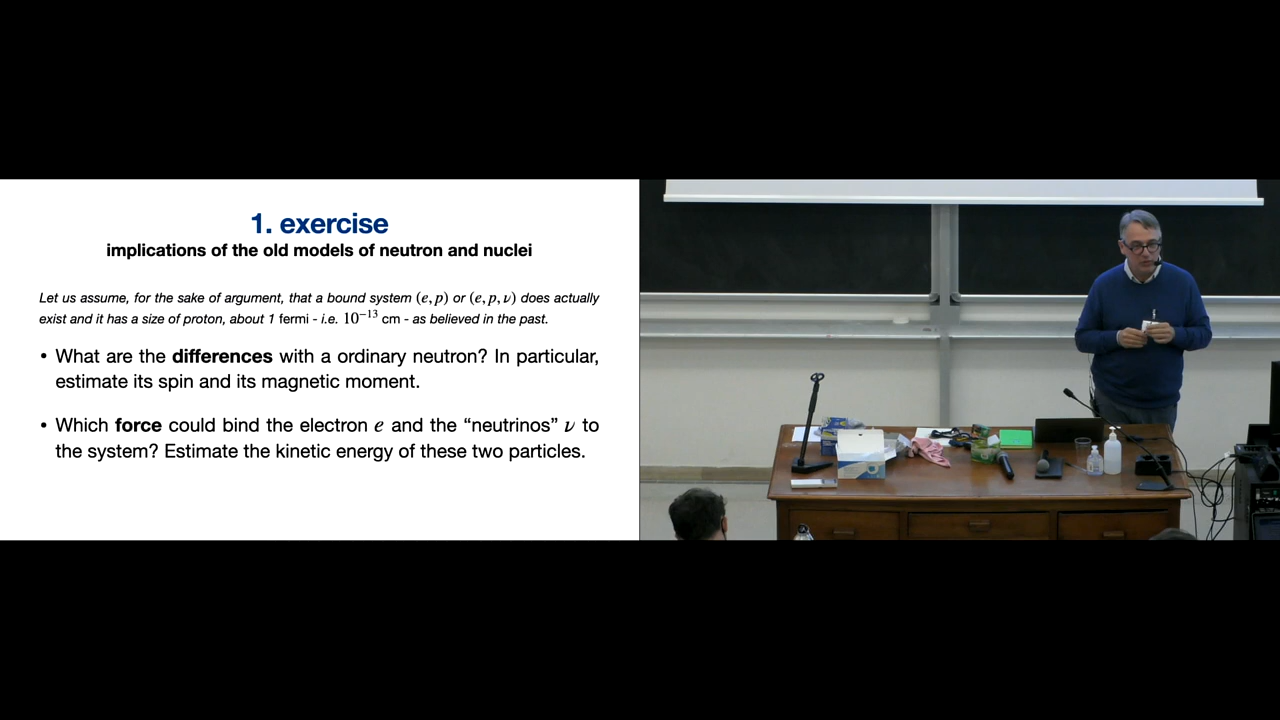 1. exercise
implications of the old models of neutron and nuclei
Let us assume, for the sake of argument, that a bound system (e, p) or (e, p, ν) does actually
exist and it has a size of proton, about 1 fermi - i.e. 10⁻¹³ cm - as believed in the past.
• What are the differences with a ordinary neutron? In particular,
estimate its spin and its magnetic moment.
• Which force could bind the electron e and the “neutrinos” ν to
the system? Estimate the kinetic energy of these two particles.